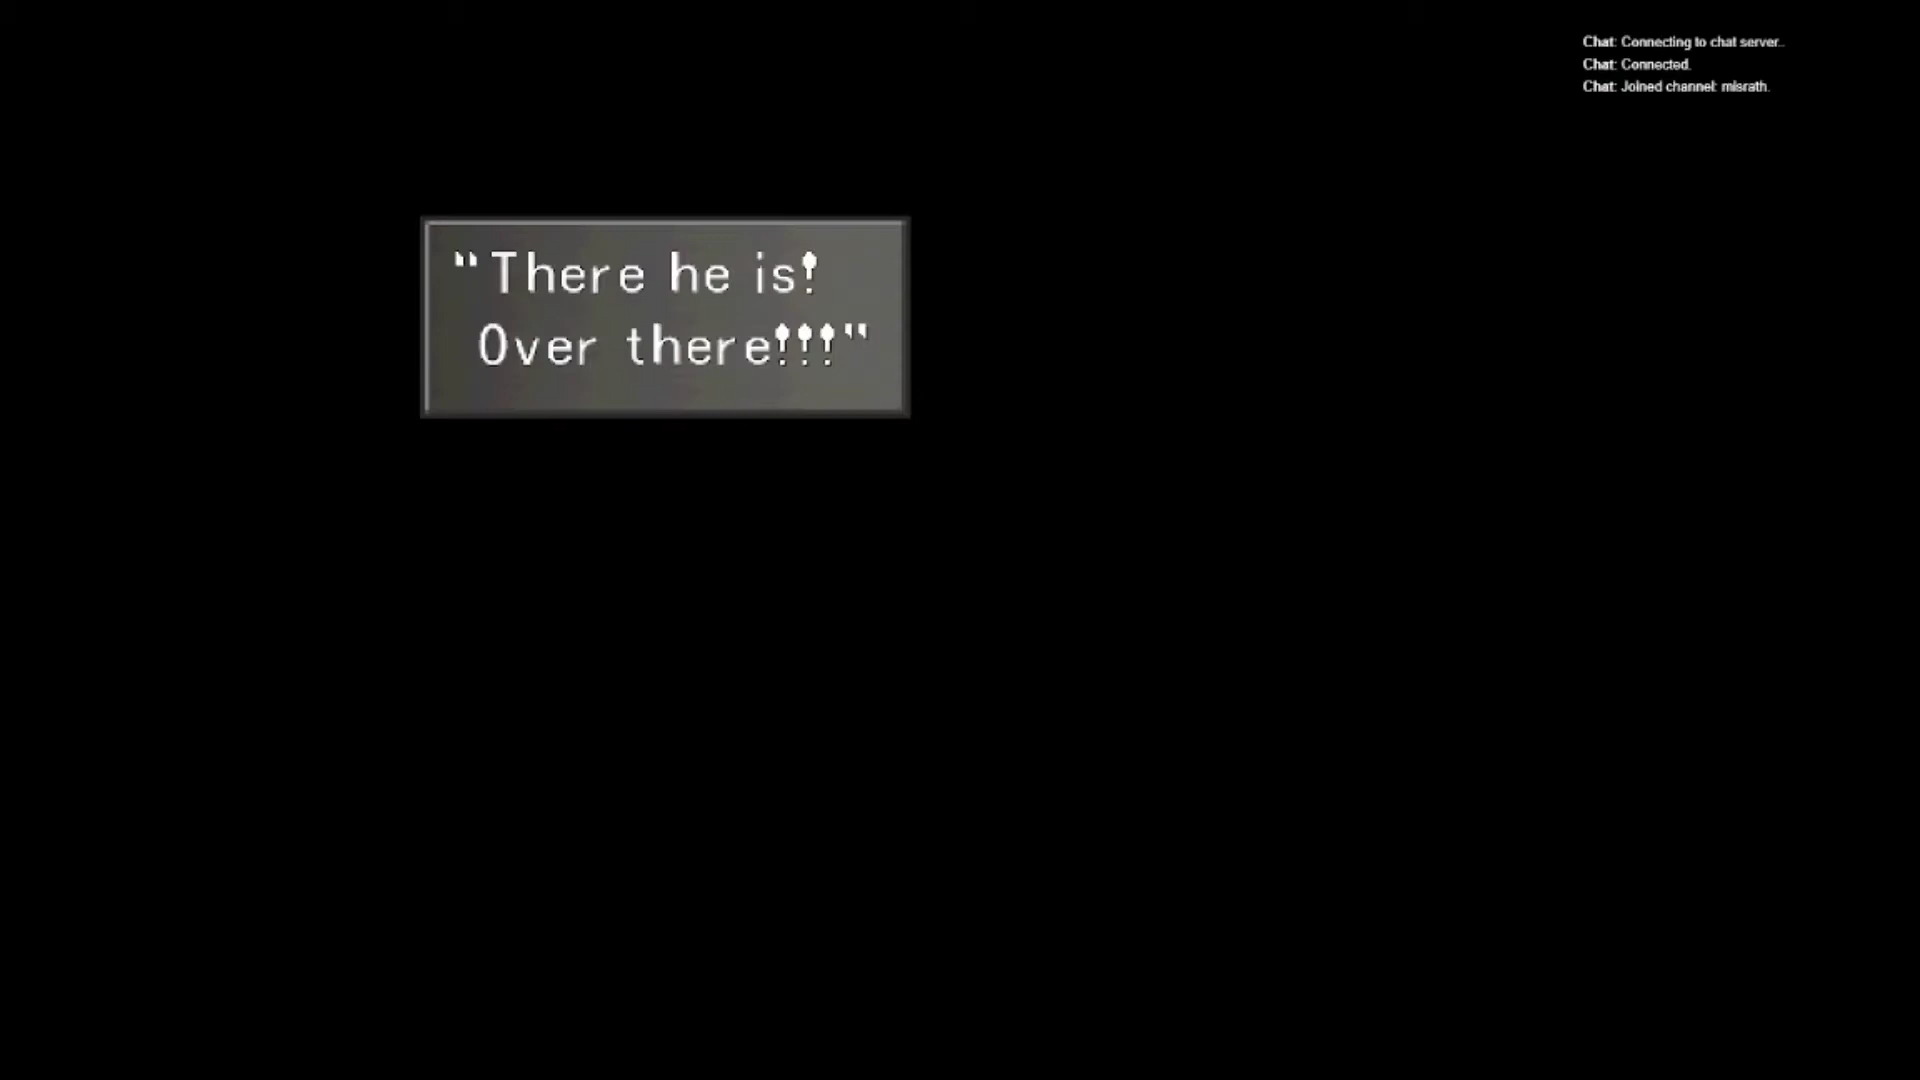 Chat: Connecting to chat server..
Chat: Connected.
Chat: Joined channel: misrath.
“There he is!
Over there!!!”